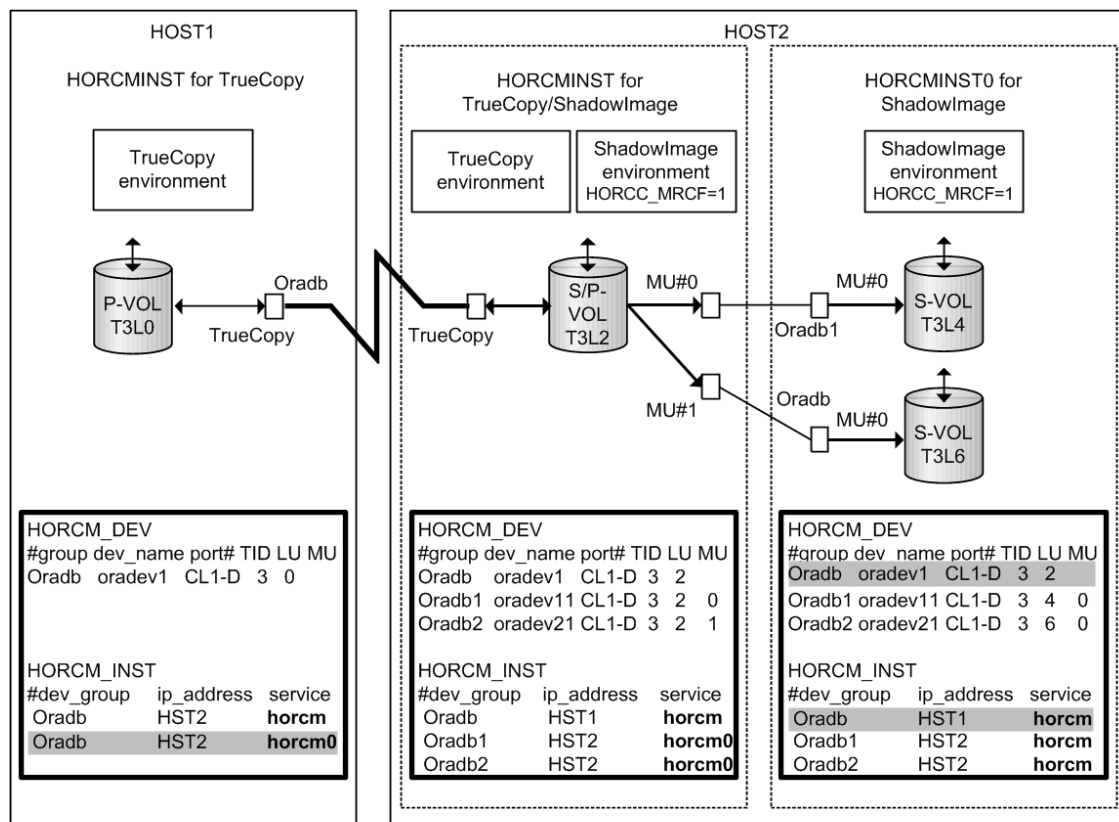 HOST1
HORCMINST for TrueCopy
TrueCopy
environment
P-VOL
T3L0
Oradb
TrueCopy
HORCM_DEV
#group dev_name port# TID LU MU
Oradb oradev1 CL1-D 3 0
HORCM_INST
#dev_group ip_address service
Oradb HST2 horcm
Oradb HST2 horcm0
HOST2
HORCMINST for
TrueCopy/ShadowImage
TrueCopy
environment
ShadowImage
environment
HORCC_MRCF=1
TrueCopy
S/P-
VOL
T3L2
MU#0
MU#1
HORCM_DEV
#group dev_name port# TID LU MU
Oradb oradev1 CL1-D 3 2
Oradb1 oradev11 CL1-D 3 2 0
Oradb2 oradev21 CL1-D 3 2 1
HORCM_INST
#dev_group ip_address service
Oradb HST1 horcm
Oradb1 HST2 horcm0
Oradb2 HST2 horcm0
HORCMINST0 for
ShadowImage
ShadowImage
environment
HORCC_MRCF=1
MU#0
Oradb1
S-VOL
T3L4
Oradb
MU#0
S-VOL
T3L6
HORCM_DEV
#group dev_name port# TID LU MU
Oradb oradev1 CL1-D 3 2
Oradb1 oradev11 CL1-D 3 4 0
Oradb2 oradev21 CL1-D 3 6 0
HORCM_INST
#dev_group ip_address service
Oradb HST1 horcm
Oradb1 HST2 horcm
Oradb2 HST2 horcm